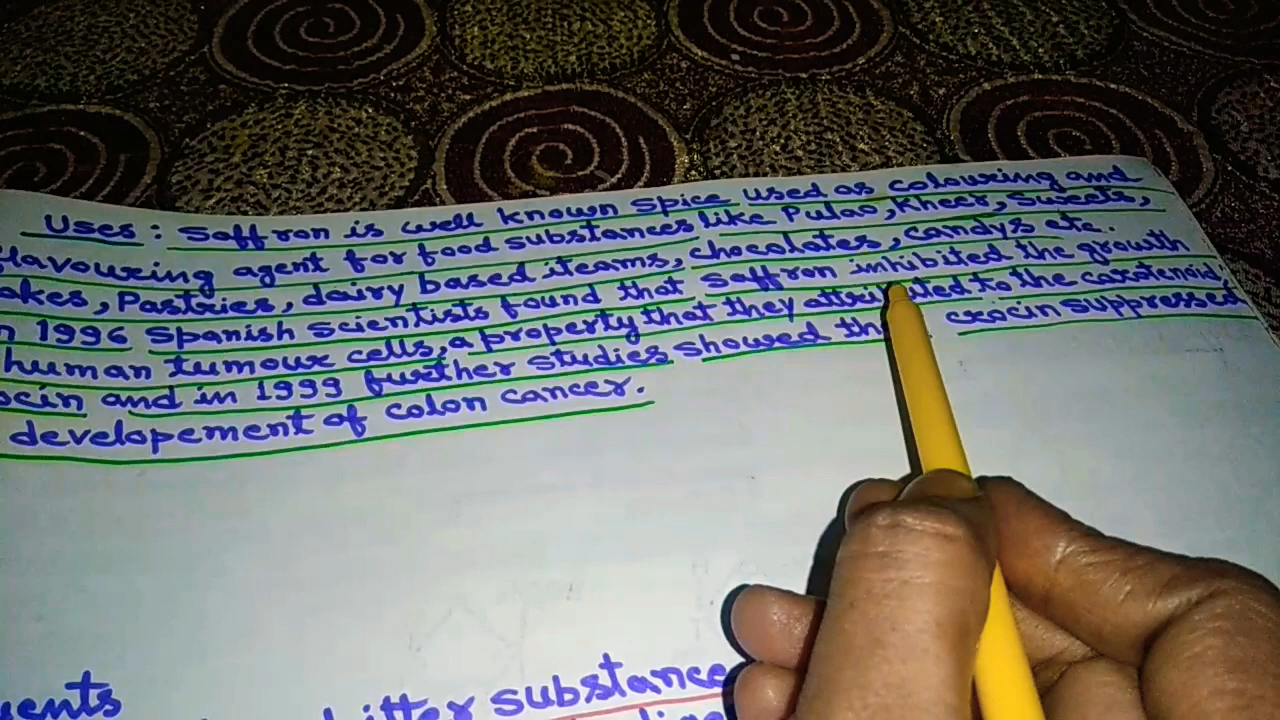 Uses : Saffron is well known spice used as colouring and
flavouring agent for food substances like Pulao, Kheer, Sweets,
akes, Pastries, dairy based iteams, chocolates, candys etc.
n 1996 Spanish scientists found that saffron inhibited the growth
human tumour cells, a property that they attributed to the carotenoid
ocin and in 1999 further studies showed tha crocin suppressed
developement of colon cancer.
ents
bitter substance